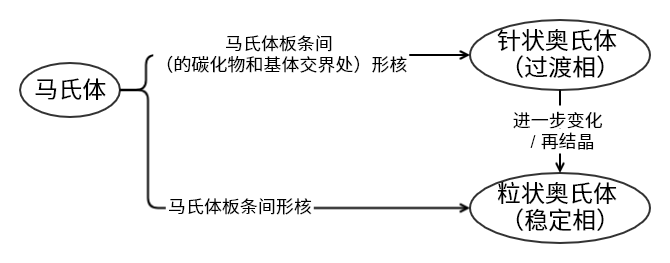 马氏体
马氏体板条间
（的碳化物和基体交界处）形核
针状奥氏体
（过渡相）
进一步变化
/ 再结晶
马氏体板条间形核
粒状奥氏体
（稳定相）